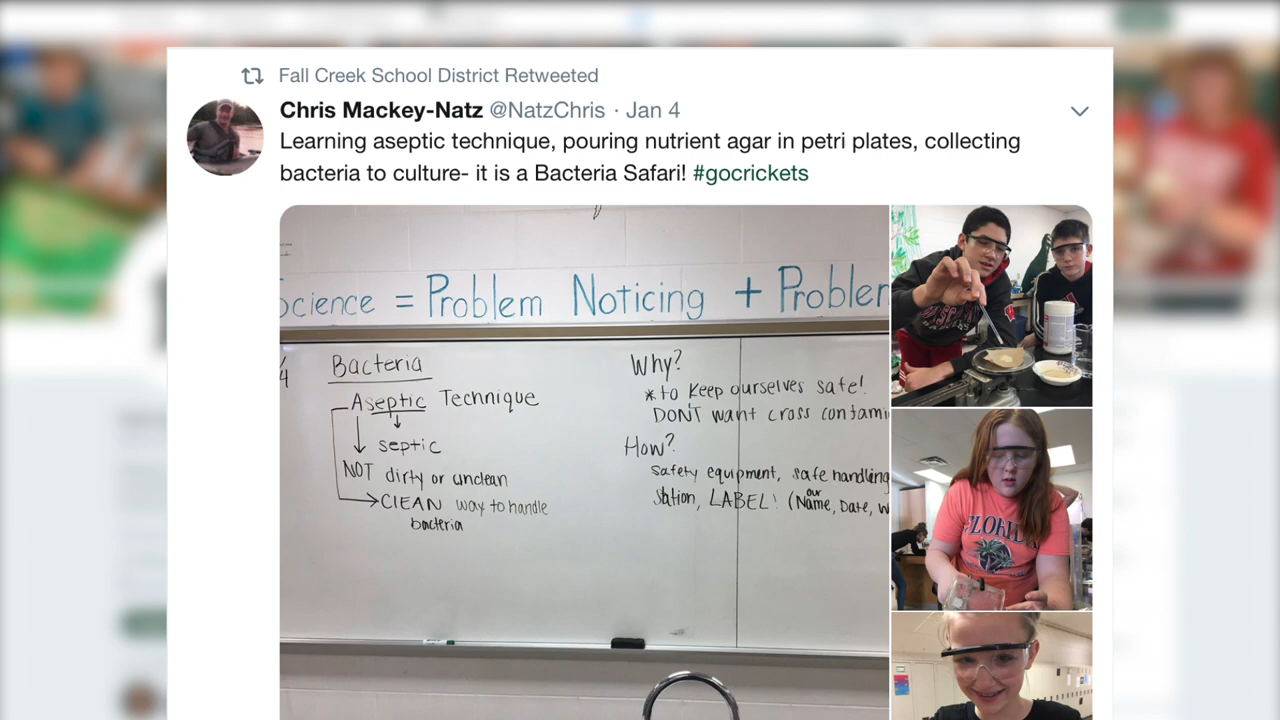 Fall Creek School District Retweeted
Chris Mackey-Natz @NatzChris · Jan 4
Learning aseptic technique, pouring nutrient agar in petri plates, collecting
bacteria to culture- it is a Bacteria Safari! #gocrickets
Science = Problem Noticing + Problem
/4 Bacteria
Aseptic Technique
septic
NOT dirty or unclean
CLEAN way to handle
bacteria
Why?
*to keep ourselves safe!
DON'T want cross contami
How?
Safety equipment, safe handling
Station, LABEL! (Name, Date, W
our
FLORIDA